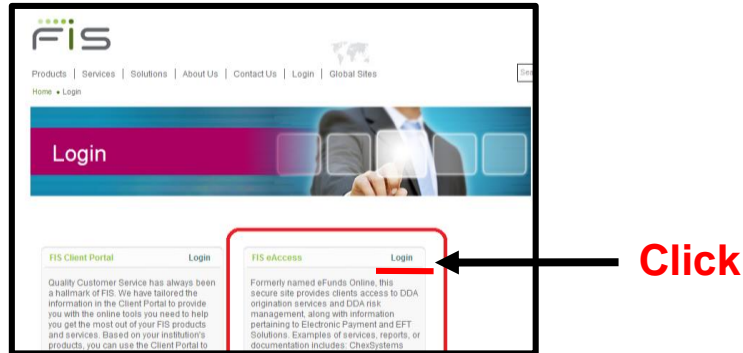 FIS
Products | Services | Solutions | About Us | Contact Us | Login | Global Sites
Home • Login
Login
FIS Client Portal Login
Quality Customer Service has always been
a hallmark of FIS. We have tailored the
information in the Client Portal to provide
you with the online tools you need to help
you get the most out of your FIS products
and services. Based on your institution's
products, you can use the Client Portal to
FIS eAccess Login
Formerly named eFunds Online, this
secure site provides clients access to DDA
origination services and DDA risk
management, along with information
pertaining to Electronic Payment and EFT
Solutions. Examples of services, reports, or
documentation includes: ChexSystems
Click